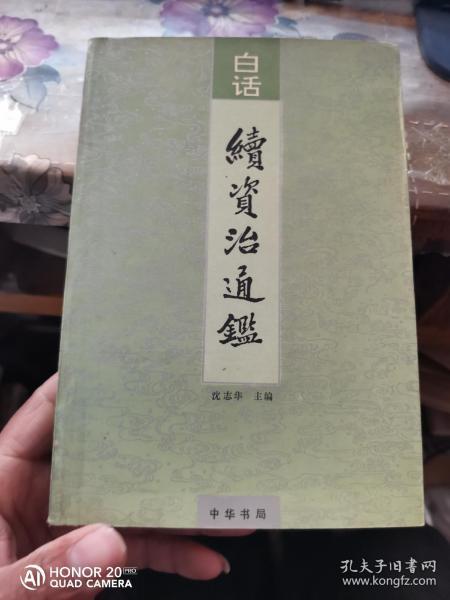 白话
續資治通鑑
沈志华 主编
中华书局
AI HONOR 20 PRO
QUAD CAMERA
孔夫子旧书网
www.kongfz.com